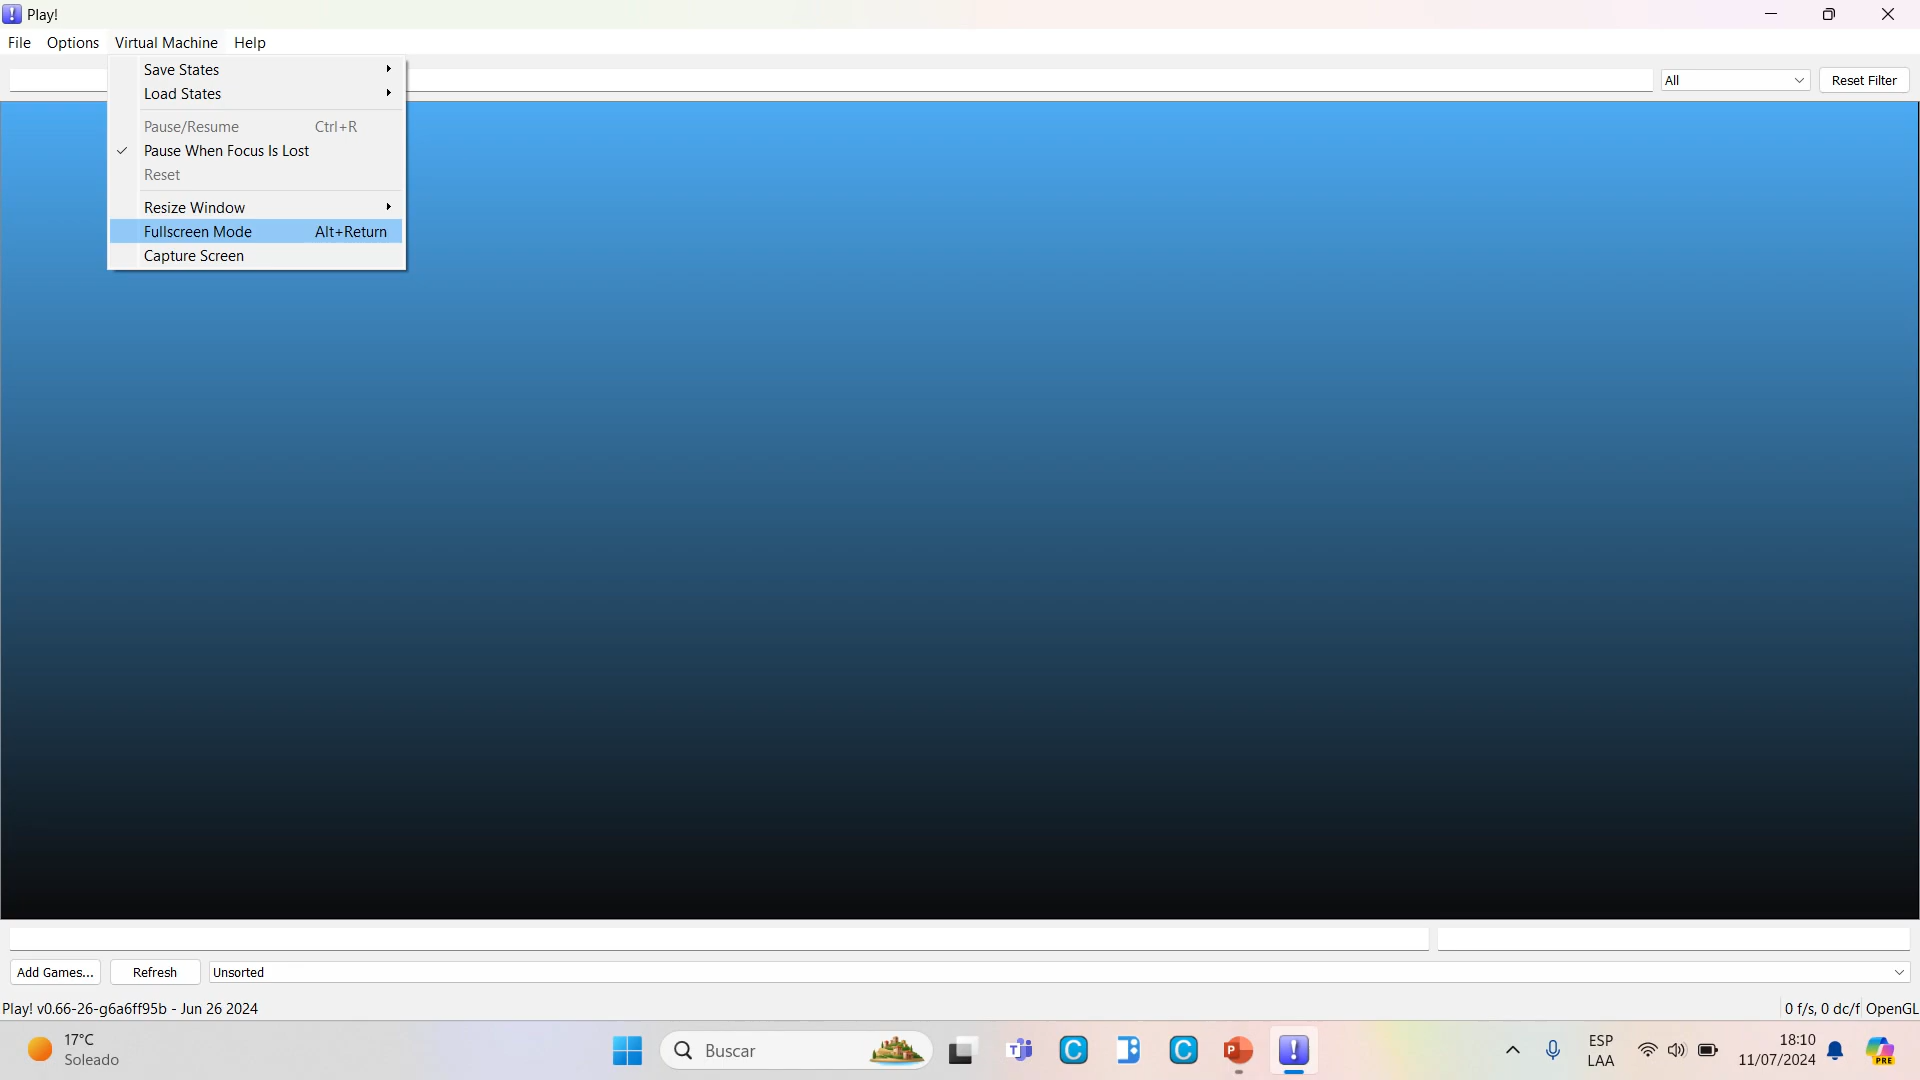 Play!
File Options Virtual Machine Help
Save States
Load States
Pause/Resume Ctrl+R
Pause When Focus Is Lost
Reset
Resize Window
Fullscreen Mode Alt+Return
Capture Screen
All
Reset Filter
Add Games... Refresh Unsorted
Play! v0.66-26-g6a6ff95b - Jun 26 2024
0 f/s, 0 dc/f OpenGL
17°C
Soleado
Buscar
ESP
LAA
18:10
11/07/2024
PRE